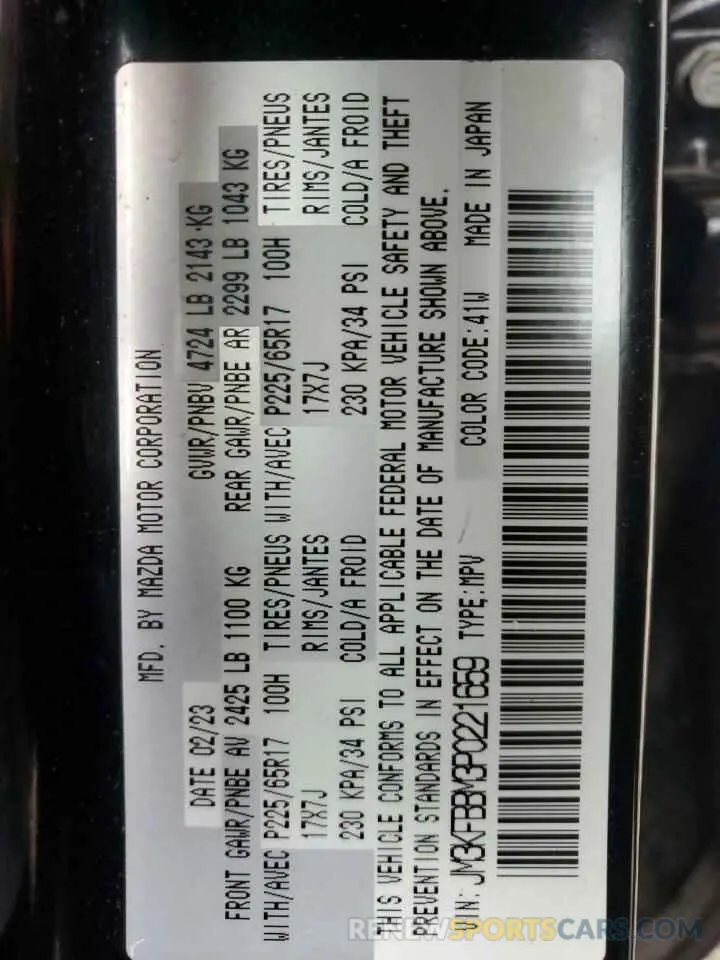 MFD. BY MAZDA MOTOR CORPORATION
DATE 02/23 GVWR/PNBV 4724 LB 2143 KG
FRONT GAWR/PNBE AV 2425 LB 1100 KG REAR GAWR/PNBE AR 2299 LB 1043 KG
WITH/AVEC P225/65R17 100H TIRES/PNEUS WITH/AVEC P225/65R17 100H TIRES/PNEUS
17X7J RIMS/JANTES 17X7J RIMS/JANTES
230 KPA/34 PSI COLD/A FROID 230 KPA/34 PSI COLD/A FROID
THIS VEHICLE CONFORMS TO ALL APPLICABLE FEDERAL MOTOR VEHICLE SAFETY AND THEFT
PREVENTION STANDARDS IN EFFECT ON THE DATE OF MANUFACTURE SHOWN ABOVE.
VIN: JM3KFBBM3P0221659 TYPE:MPV COLOR CODE:41W MADE IN JAPAN
RENEWSPORTSCARS.COM